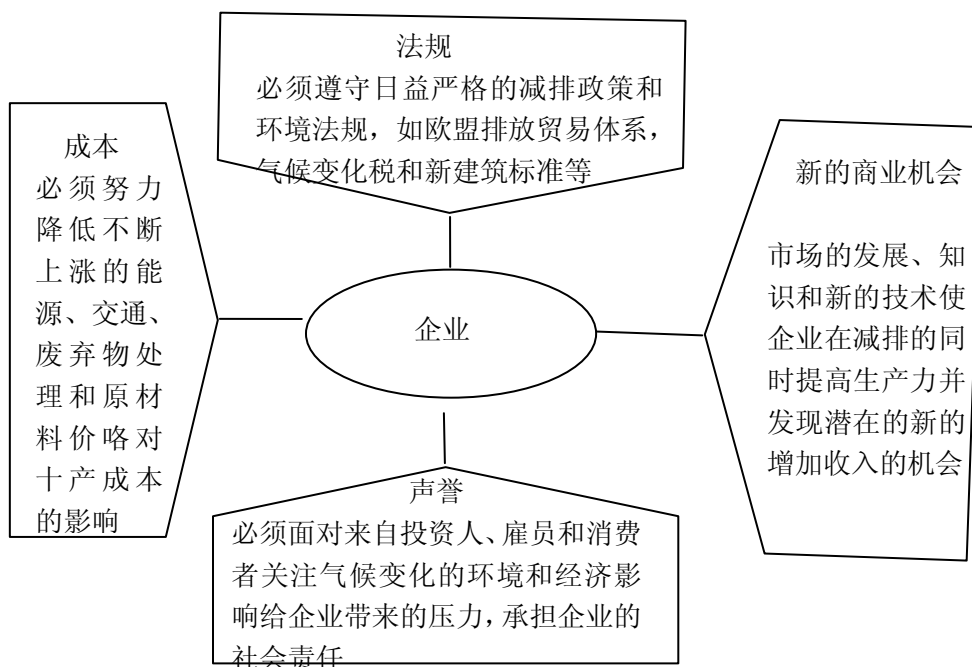 法规
必须遵守日益严格的减排政策和
环境法规，如欧盟排放贸易体系，
气候变化税和新建筑标准等
成本
必须努力
降低不断
上涨的能
源、交通、
废弃物处
理和原材
料价咯对
十产成本
的影响
企业
新的商业机会
市场的发展、知
识和新的技术使
企业在减排的同
时提高生产力并
发现潜在的新的
增加收入的机会
声誉
必须面对来自投资人、雇员和消费
者关注气候变化的环境和经济影
响给企业带来的压力，承担企业的
社会责任